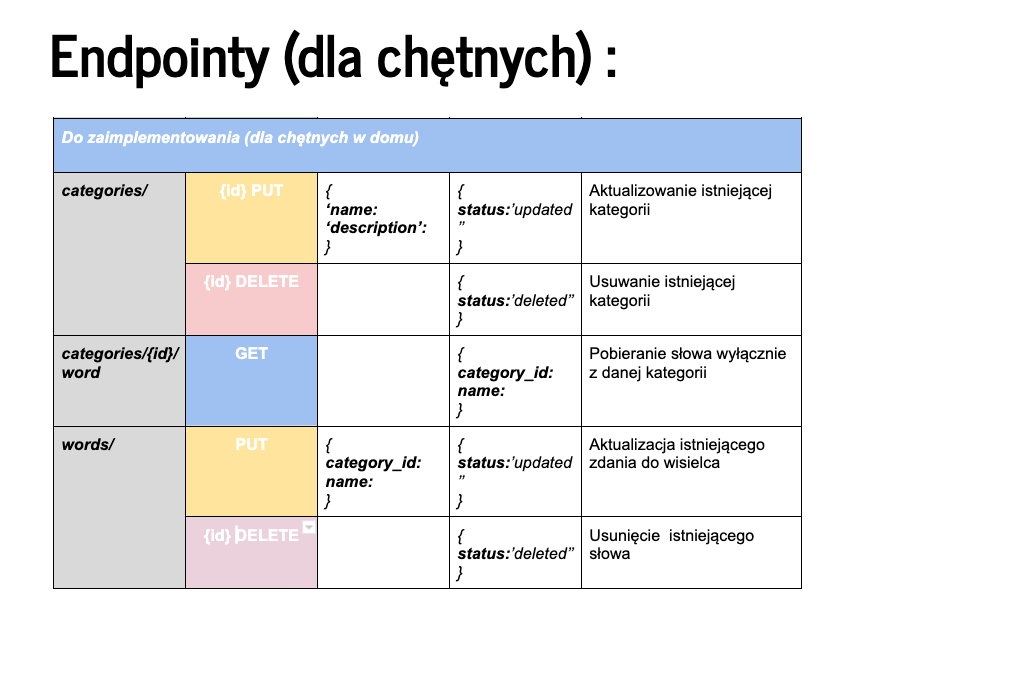 Endpointy (dla chętnych) :
Do zaimplementowania (dla chętnych w domu)
categories/
{id} PUT
{
‘name:
‘description’:
}
{
status:’updated
”
}
Aktualizowanie istniejącej
kategorii
{id} DELETE
{
status:’deleted”
}
Usuwanie istniejącej
kategorii
categories/{id}/
word
GET
{
category_id:
name:
}
Pobieranie słowa wyłącznie
z danej kategorii
words/
PUT
{
category_id:
name:
}
{
status:’updated
”
}
Aktualizacja istniejącego
zdania do wisielca
{id} DELETE
{
status:’deleted”
}
Usunięcie  istniejącego
słowa